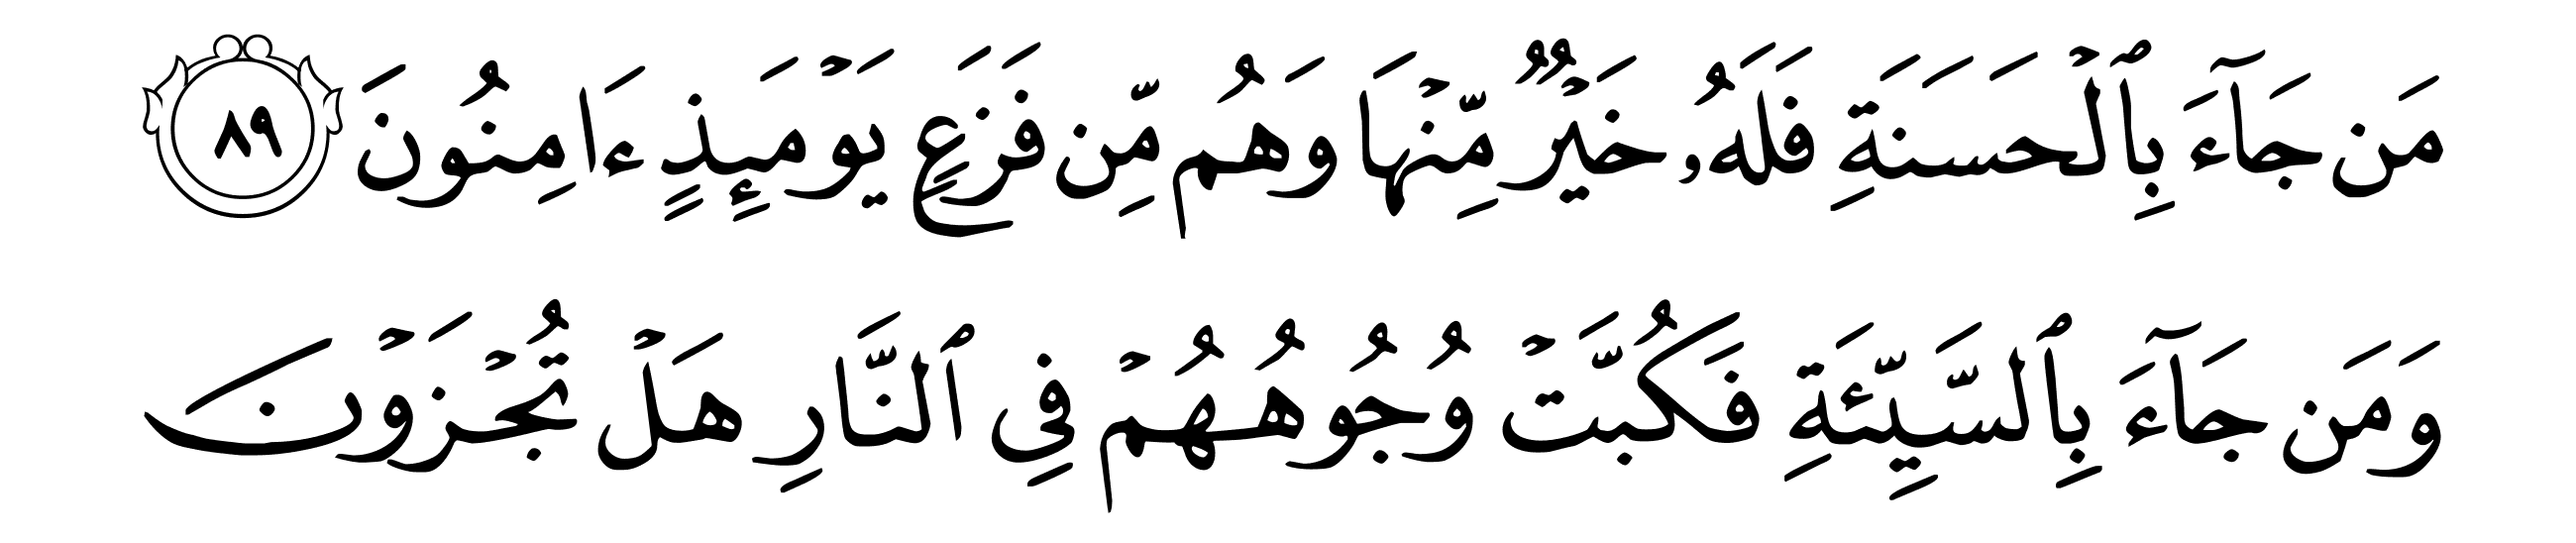 مَن جَآءَ بِٱلۡحَسَنَةِ فَلَهُۥ خَيۡرٞ مِّنۡهَا وَهُم مِّن فَزَعٖ يَوۡمَئِذٍ ءَامِنُونَ ٨٩
وَمَن جَآءَ بِٱلسَّيِّئَةِ فَكُبَّتۡ وُجُوهُهُمۡ فِي ٱلنَّارِ هَلۡ تُجۡزَوۡنَ